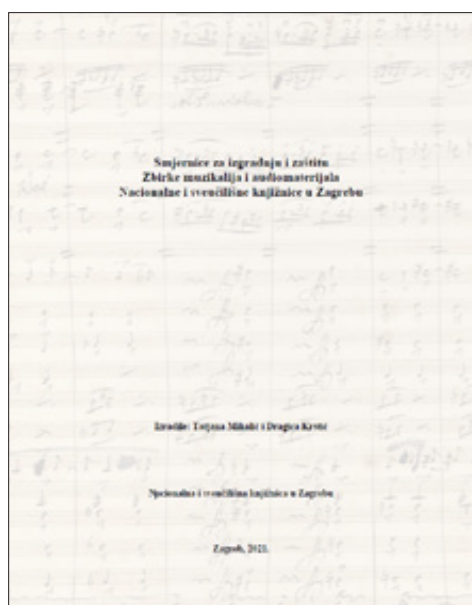 Smjernice za izgradnju i zaštitu
Zbirke muzikalija i audiomaterijala
Nacionalne i sveučilišne knjižnice u Zagrebu
Izradile: Tatjana Mihalić i Dragica Krstić
Nacionalna i sveučilišna knjižnica u Zagrebu
Zagreb, 2021.